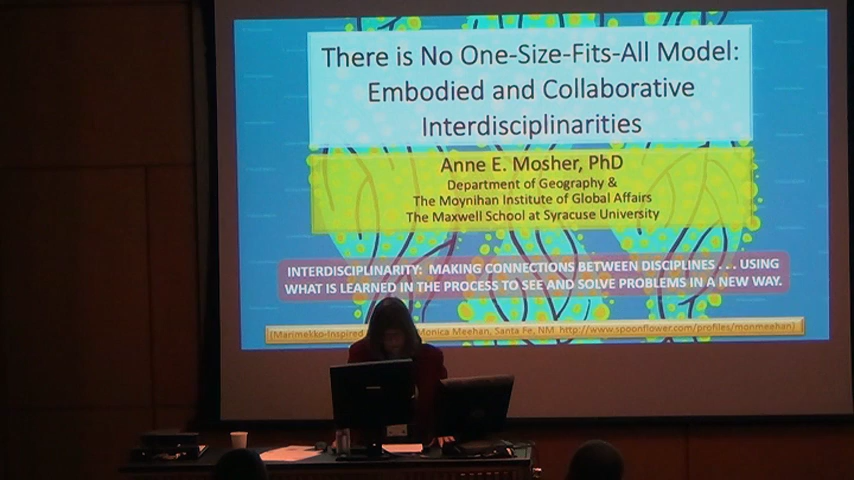 There is No One-Size-Fits-All Model:
Embodied and Collaborative
Interdisciplinarities
Anne E. Mosher, PhD
Department of Geography &
The Moynihan Institute of Global Affairs
The Maxwell School at Syracuse University
INTERDISCIPLINARITY: MAKING CONNECTIONS BETWEEN DISCIPLINES . . . USING
WHAT IS LEARNED IN THE PROCESS TO SEE AND SOLVE PROBLEMS IN A NEW WAY.
(Marimekko-Inspired Monica Meehan, Santa Fe, NM http://www.spoonflower.com/profiles/monmeehan)